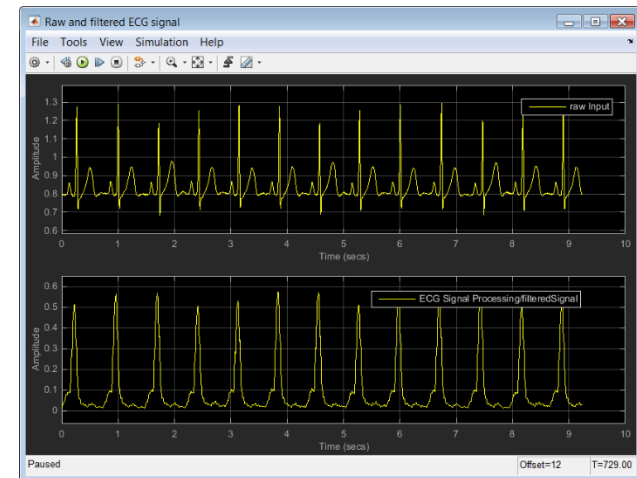 Raw and filtered ECG signal
File Tools View Simulation Help
1.3
1.2
1.1
1
0.9
0.8
0.7
0.6
Amplitude
raw Input
0 1 2 3 4 5 6 7 8 9 10
Time (secs)
0.6
0.5
0.4
0.3
0.2
0.1
0
Amplitude
ECG Signal Processing/filteredSignal
0 1 2 3 4 5 6 7 8 9 10
Time (secs)
Paused Offset=12 T=729.00